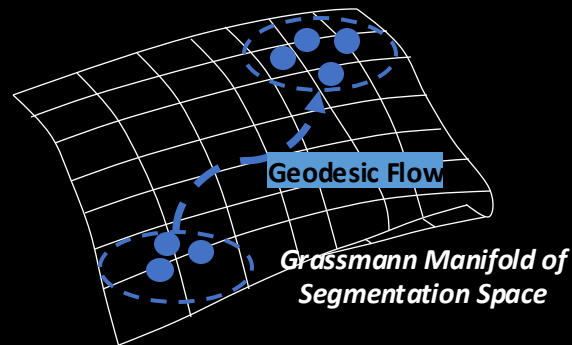 Geodesic Flow
Grassmann Manifold of
Segmentation Space